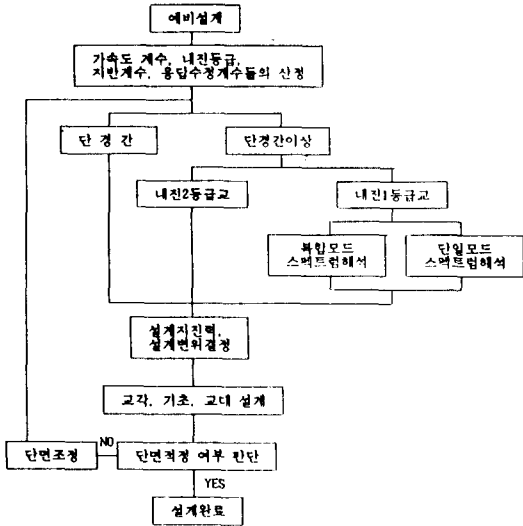 예비설계
가속도 계수, 내진등급,
지반계수, 응답수정계수들의 산정
단 경 간
단경간이상
내진2등급교
내진1등급교
복합모드
스펙트럼해석
단일모드
스펙트럼해석
설계지진력,
설계변위결정
교각, 기초, 교대 설계
단면조정
NO
단면적정 여부 판단
YES
설계완료